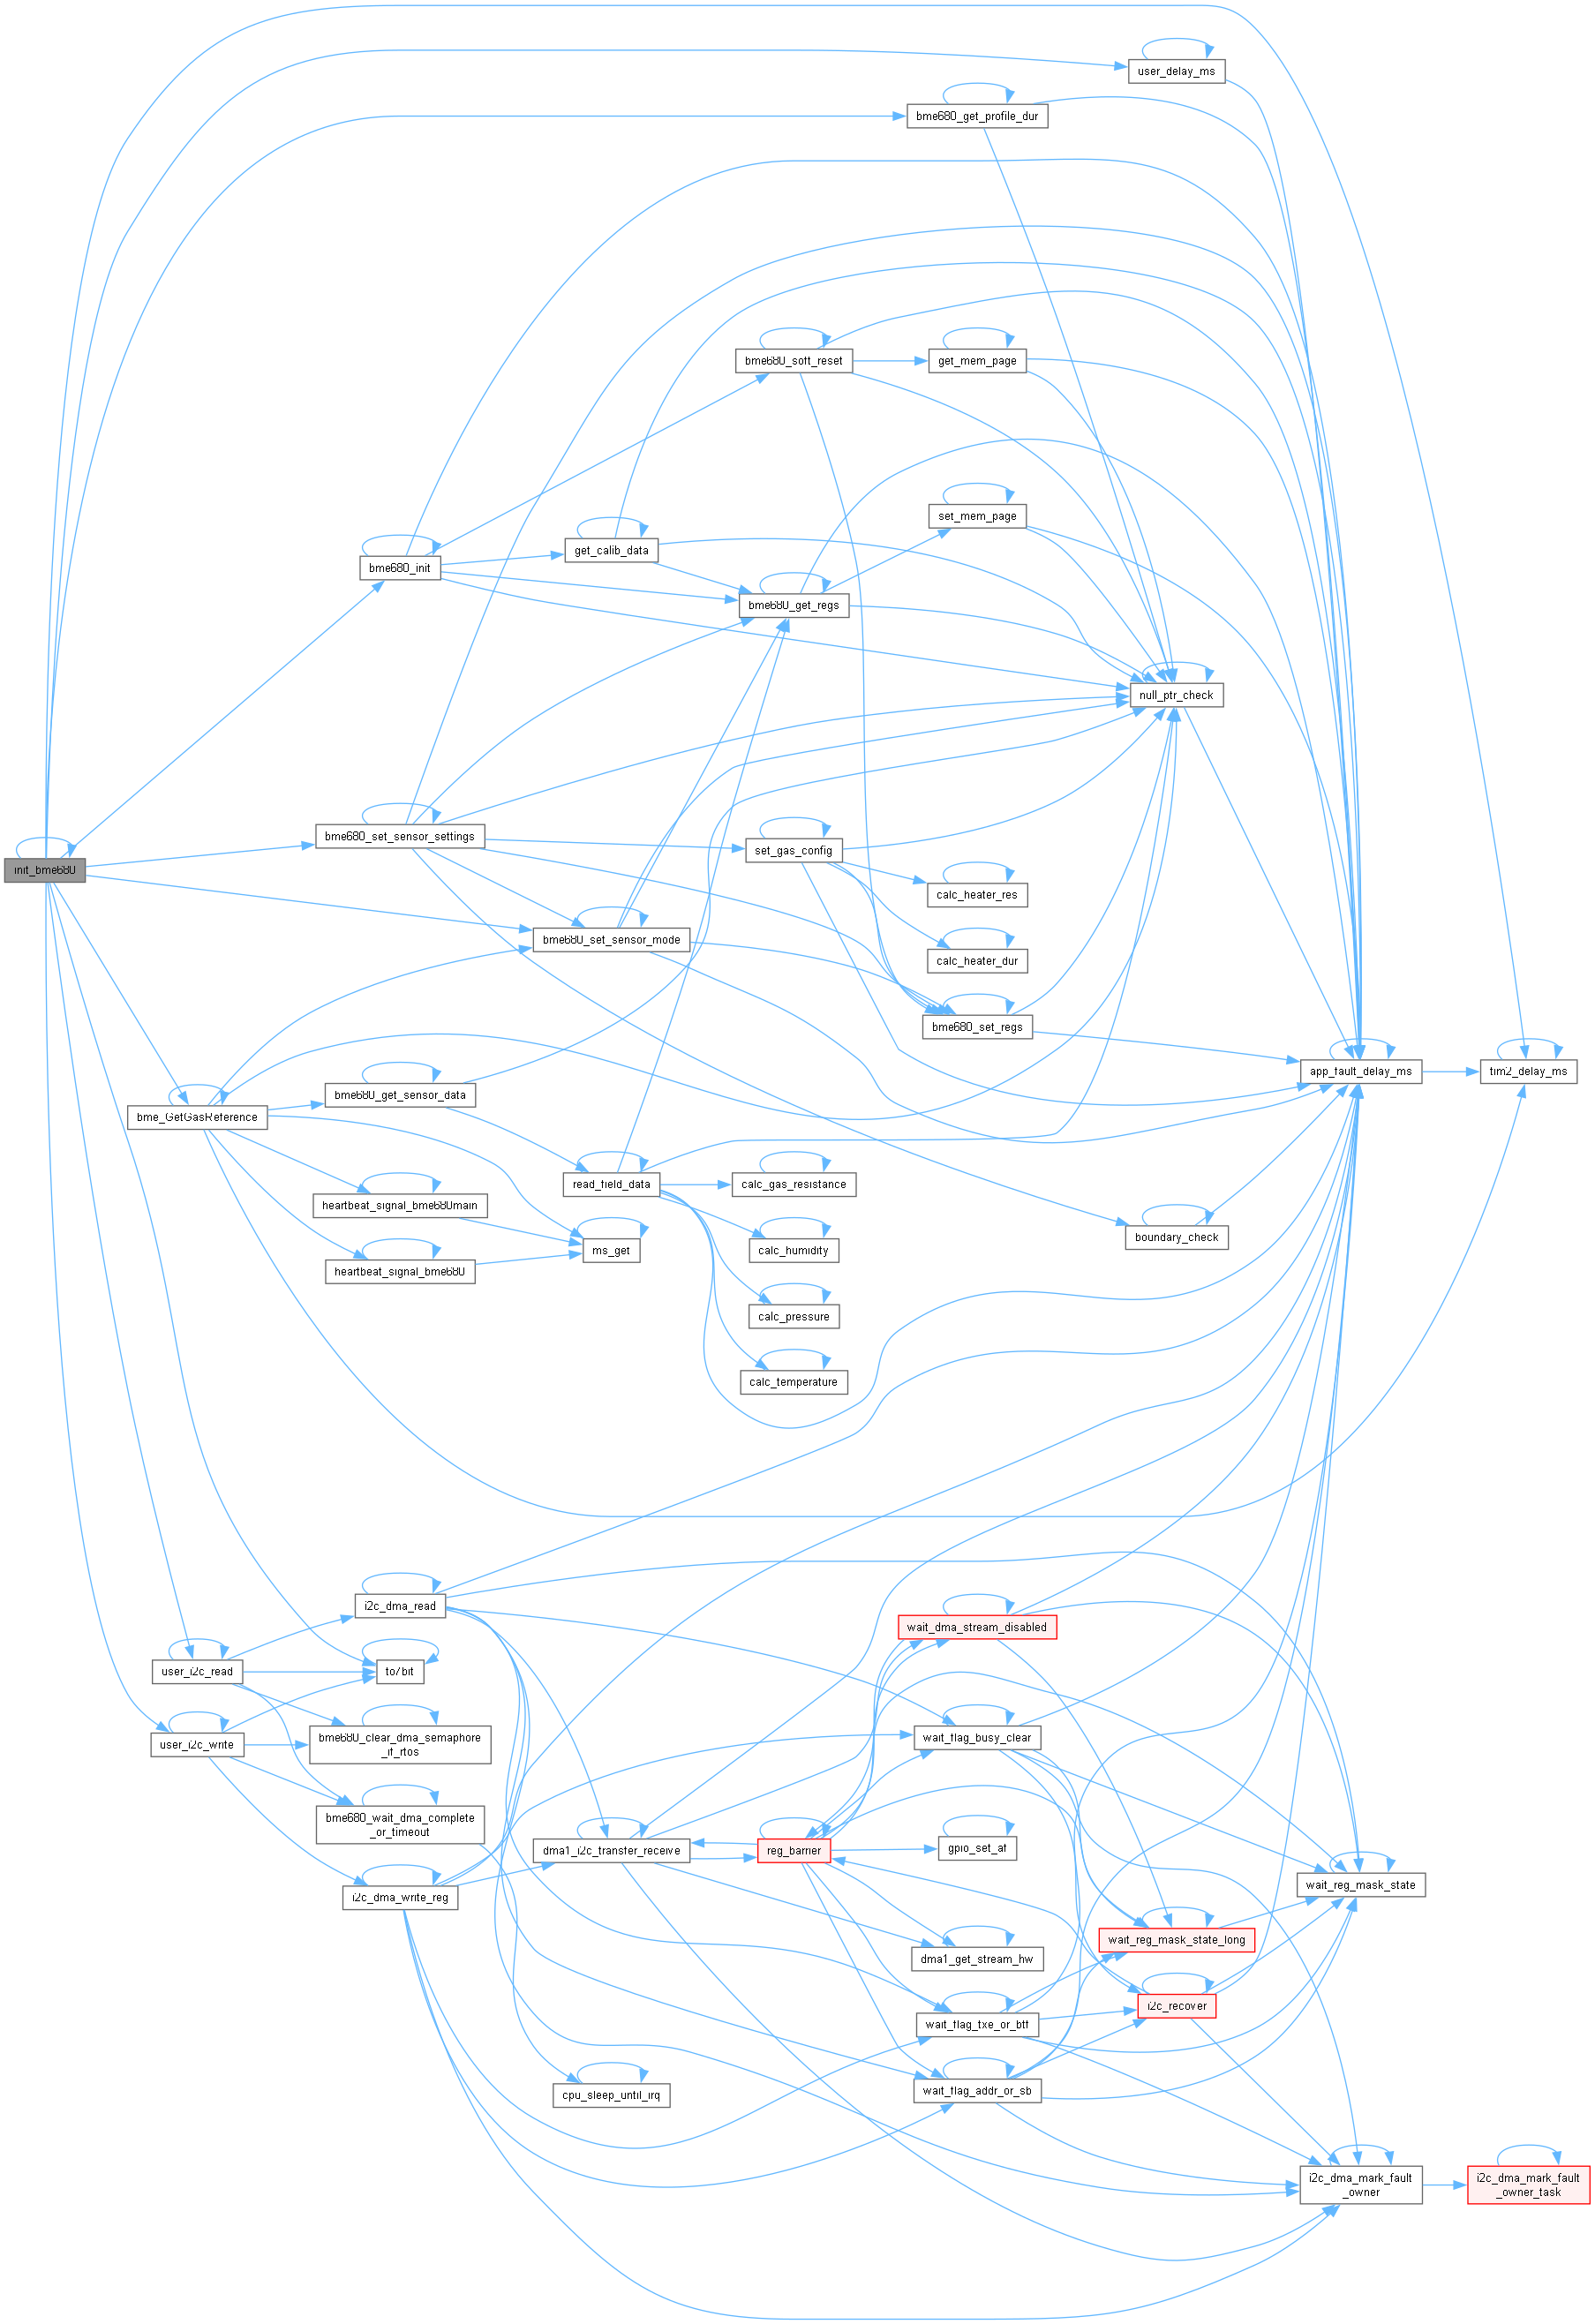 user_delay_ms
bme680_get_profile_dur
bme680_soft_reset
get_mem_page
set_mem_page
get_calib_data
bme680_init
bme680_get_regs
null_ptr_check
bme680_set_sensor_settings
set_gas_config
init_bme680
calc_heater_res
bme680_set_sensor_mode
calc_heater_dur
bme680_set_regs
app_fault_delay_ms
tim2_delay_ms
bme680_get_sensor_data
bme_GetGasReference
read_field_data
calc_gas_resistance
heartbeat_signal_bme680main
boundary_check
ms_get
calc_humidity
heartbeat_signal_bme680
calc_pressure
calc_temperature
i2c_dma_read
wait_dma_stream_disabled
user_i2c_read
to7bit
bme680_clear_dma_semaphore
_if_rtos
user_i2c_write
wait_flag_busy_clear
bme680_wait_dma_complete
_or_timeout
dma1_i2c_transfer_receive
reg_barrier
gpio_set_af
i2c_dma_write_reg
wait_reg_mask_state
wait_reg_mask_state_long
dma1_get_stream_hw
i2c_recover
wait_flag_txe_or_btf
wait_flag_addr_or_sb
cpu_sleep_until_irq
i2c_dma_mark_fault
_owner
i2c_dma_mark_fault
_owner_task